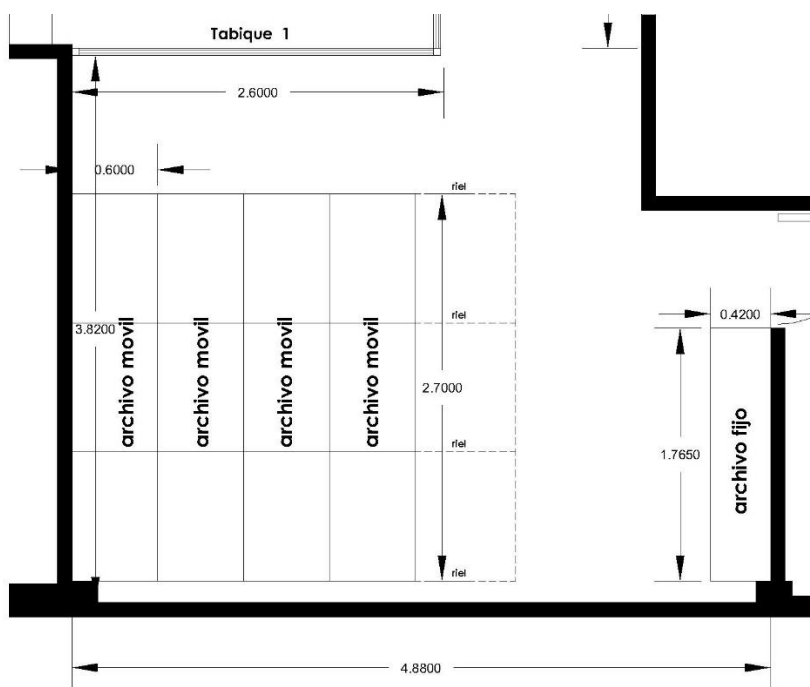 Tabique 1
2.6000
0.6000
riel
3.8200
archivo movil
archivo movil
archivo movil
archivo movil
riel
0.4200
2.7000
1.7650
archivo fijo
riel
riel
4.8800